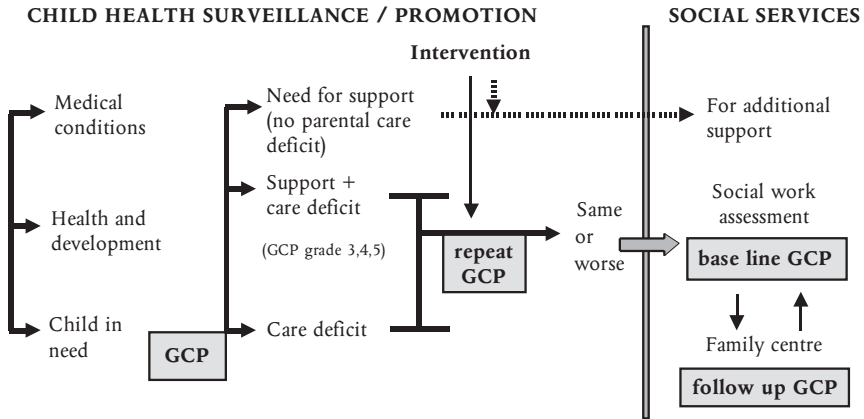 CHILD HEALTH SURVEILLANCE / PROMOTION
SOCIAL SERVICES
Intervention
Medical
conditions
Health and
development
Child in
need
GCP
Need for support
(no parental care
deficit)
Support +
care deficit
(GCP grade 3,4,5)
Care deficit
repeat
GCP
Same
or
worse
For additional
support
Social work
assessment
base line GCP
Family centre
follow up GCP